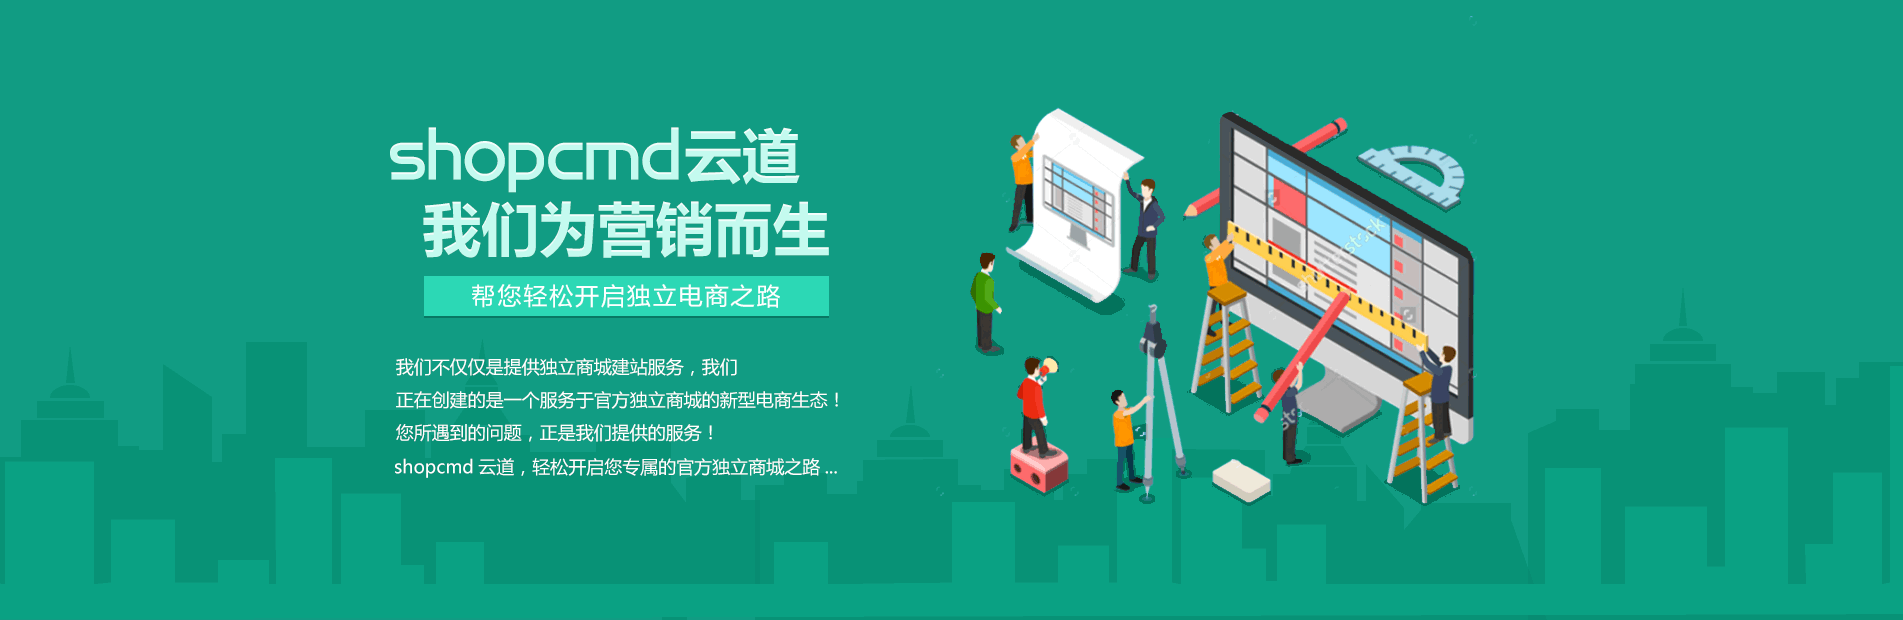 shopcmd云道
我们为营销而生
帮您轻松开启独立电商之路
我们不仅仅是提供独立商城建站服务，我们
正在创建的是一个服务于官方独立商城的新型电商生态！
您所遇到的问题，正是我们提供的服务！
shopcmd 云道，轻松开启您专属的官方独立商城之路 ...